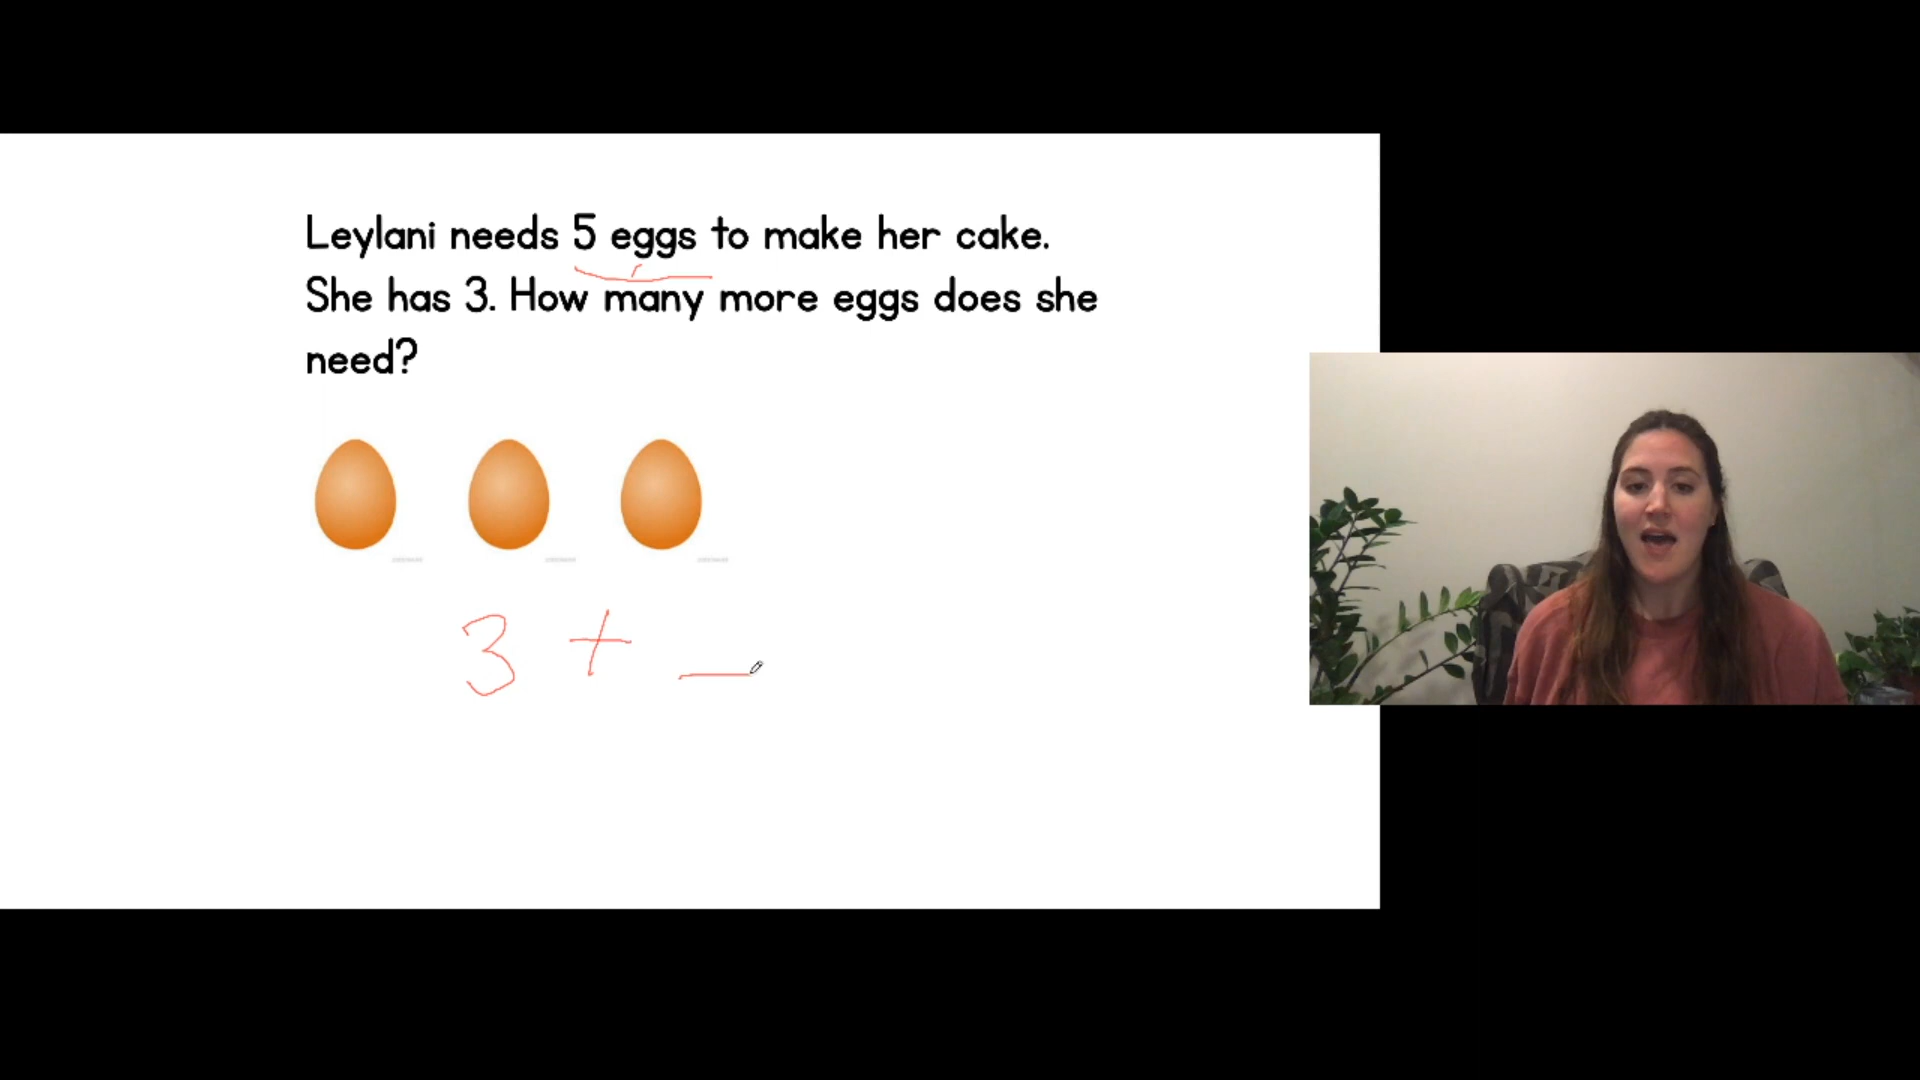 Leylani needs 5 eggs to make her cake.
She has 3. How many more eggs does she
need?
3 + __